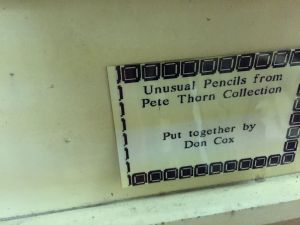 Unusual Pencils from
Pete Thorn Collection
Put together by
Don Cox